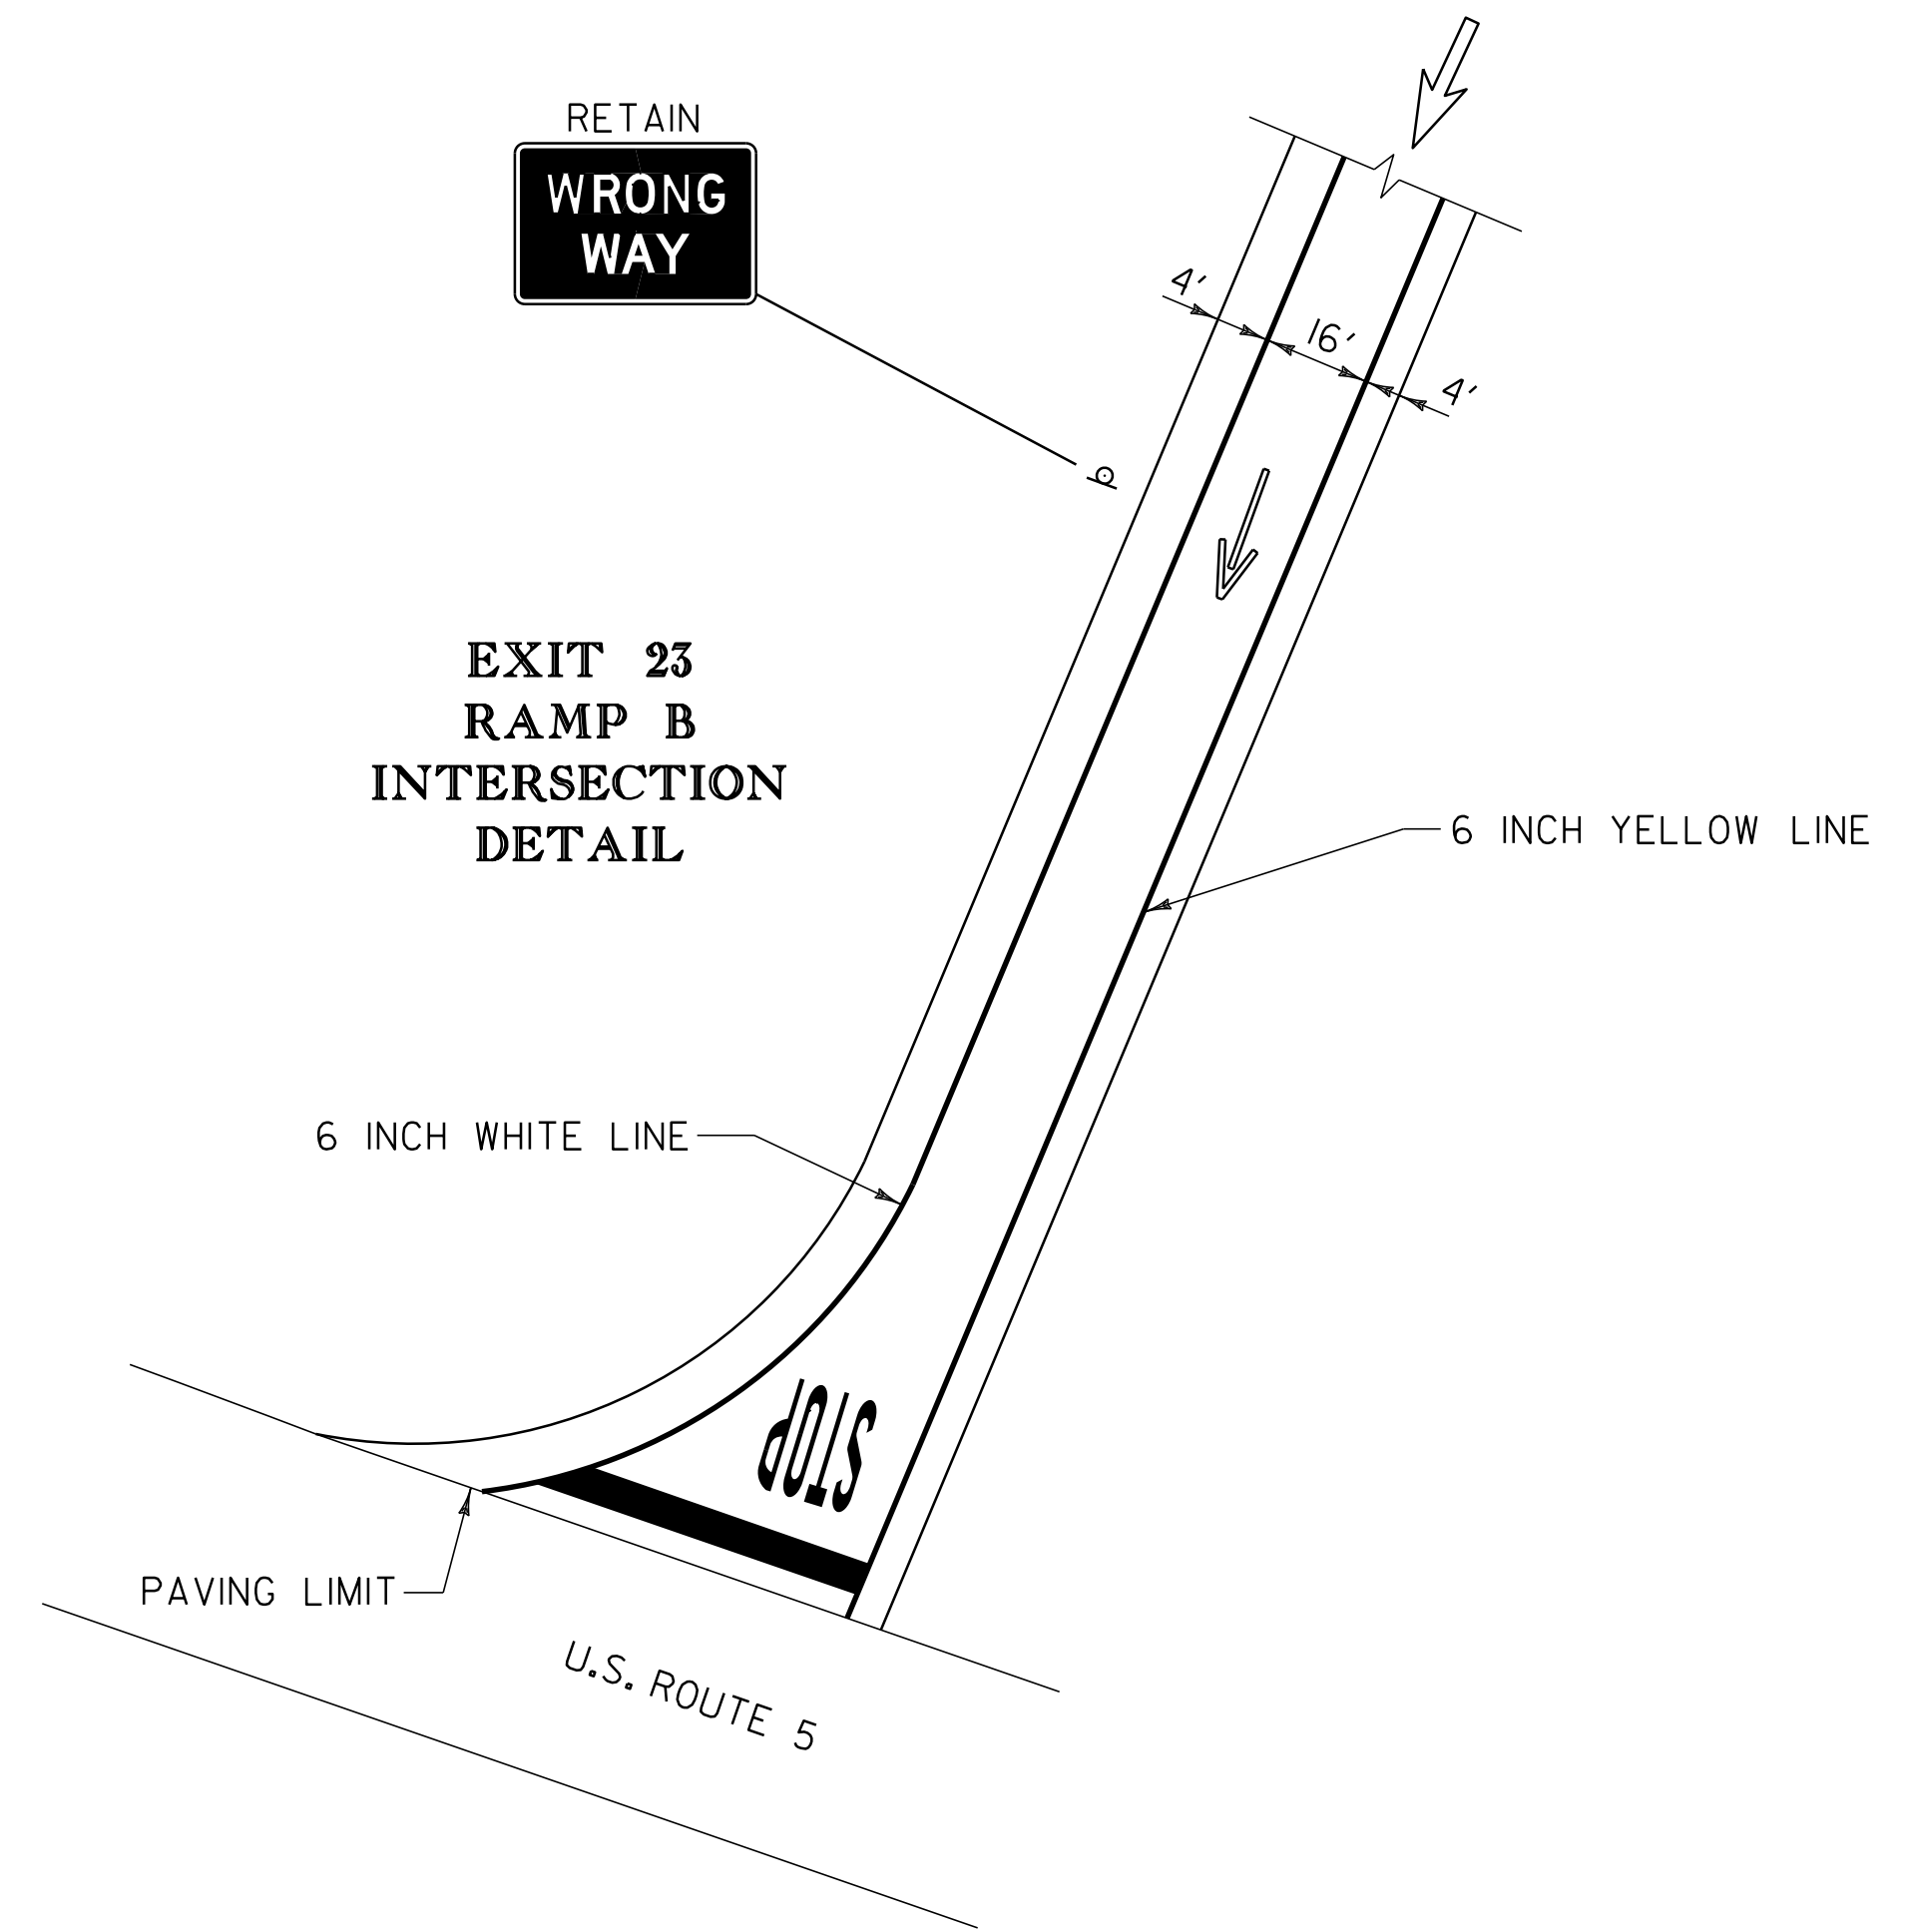 RETAIN
WRONG
WAY
4'
16'
4'
EXIT 23
RAMP B
INTERSECTION
DETAIL
6 INCH YELLOW LINE
6 INCH WHITE LINE
STOP
PAVING LIMIT
U.S. ROUTE 5